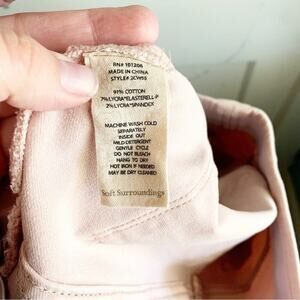 RN# 101206
MADE IN CHINA
STYLE# 2CW55
91% COTTON
7% LYCRA® ELASTERELL-P
2% LYCRA® SPANDEX
MACHINE WASH COLD
SEPARATELY
INSIDE OUT
MILD DETERGENT
GENTLE CYCLE
DO NOT BLEACH
HANG TO DRY
HOT IRON IF NEEDED
MAY BE DRY CLEANED
Soft Surroundings